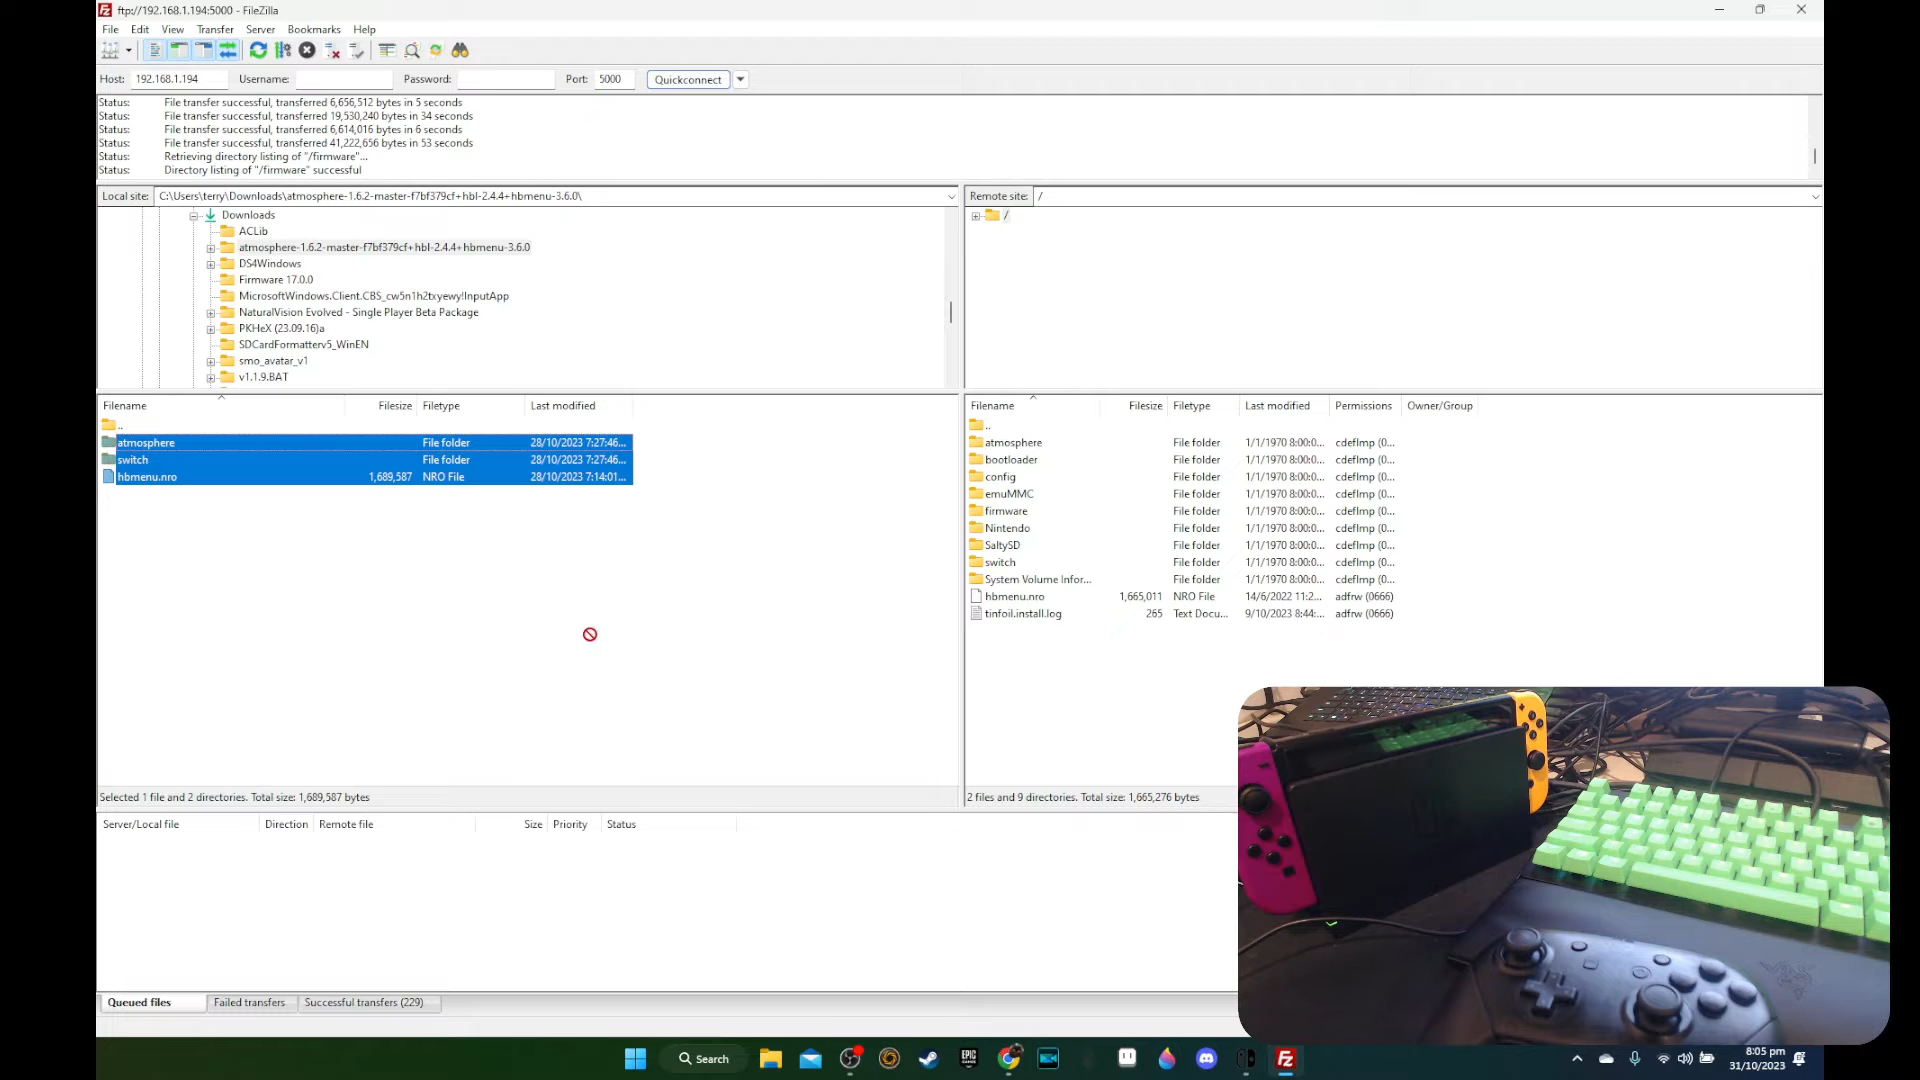 ftp://192.168.1.194:5000 - FileZilla
File Edit View Transfer Server Bookmarks Help
Host: 192.168.1.194 Username: Password: Port: 5000 Quickconnect
Status: File transfer successful, transferred 6,656,512 bytes in 5 seconds
Status: File transfer successful, transferred 19,530,240 bytes in 34 seconds
Status: File transfer successful, transferred 6,614,016 bytes in 6 seconds
Status: File transfer successful, transferred 41,222,656 bytes in 53 seconds
Status: Retrieving directory listing of "/firmware"...
Status: Directory listing of "/firmware" successful
Local site: C:\Users\terry\Downloads\atmosphere-1.6.2-master-f7bf379cf+hbl-2.4.4+hbmenu-3.6.0\
Downloads
ACLib
atmosphere-1.6.2-master-f7bf379cf+hbl-2.4.4+hbmenu-3.6.0
DS4Windows
Firmware 17.0.0
MicrosoftWindows.Client.CBS_cw5n1h2txyewy!InputApp
NaturalVision Evolved - Single Player Beta Package
PKHeX (23.09.16)a
SDCardFormatterv5_WinEN
smo_avatar_v1
v1.1.9.BAT
Remote site: /
/
Filename Filesize Filetype Last modified
..
atmosphere File folder 28/10/2023 7:27:46...
switch File folder 28/10/2023 7:27:46...
hbmenu.nro 1,689,587 NRO File 28/10/2023 7:14:01...
Selected 1 file and 2 directories. Total size: 1,689,587 bytes
Filename Filesize Filetype Last modified Permissions Owner/Group
..
atmosphere File folder 1/1/1970 8:00:0... cdeflmp (0...
bootloader File folder 1/1/1970 8:00:0... cdeflmp (0...
config File folder 1/1/1970 8:00:0... cdeflmp (0...
emuMMC File folder 1/1/1970 8:00:0... cdeflmp (0...
firmware File folder 1/1/1970 8:00:0... cdeflmp (0...
Nintendo File folder 1/1/1970 8:00:0... cdeflmp (0...
SaltySD File folder 1/1/1970 8:00:0... cdeflmp (0...
switch File folder 1/1/1970 8:00:0... cdeflmp (0...
System Volume Infor... File folder 1/1/1970 8:00:0... cdeflmp (0...
hbmenu.nro 1,665,011 NRO File 14/6/2022 11:2... adfrw (0666)
tinfoil.install.log 265 Text Docu... 9/10/2023 8:44:... adfrw (0666)
2 files and 9 directories. Total size: 1,665,276 bytes
Server/Local file Direction Remote file Size Priority Status
Queued files Failed transfers Successful transfers (229)
Search
EPIC GAMES
8:05 pm
31/10/2023